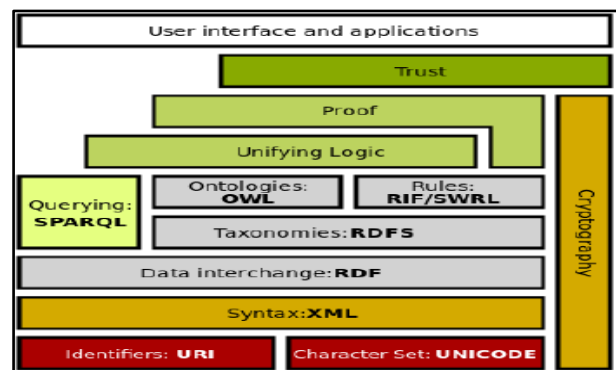 User interface and applications
Trust
Proof
Unifying Logic
Querying:
SPARQL
Ontologies:
OWL
Rules:
RIF/SWRL
Taxonomies:RDFS
Data interchange:RDF
Syntax:XML
Identifiers: URI
Character Set: UNICODE
Cryptography